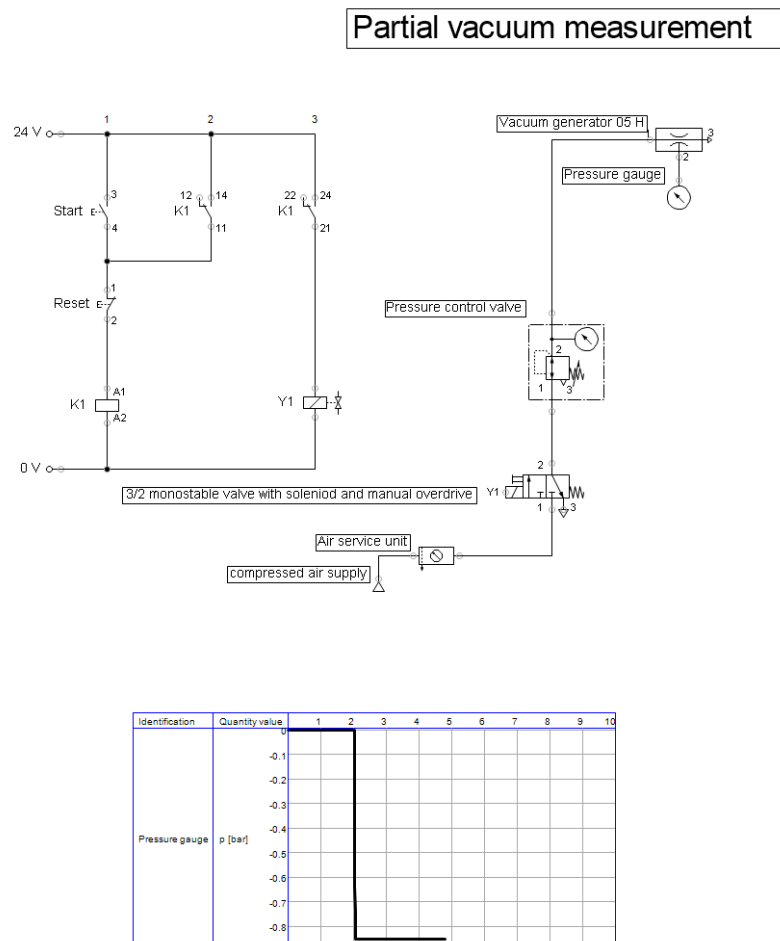 Partial vacuum measurement
1 2 3
24 V
Vacuum generator 05 H
3
2
Pressure gauge
3
Start
4
12 14
K1
11
22 24
K1
21
1
Reset
2
Pressure control valve
2
1
3
A1
K1
A2
Y1
0 V
2
3/2 monostable valve with soleniod and manual overdrive
Y1
1
3
Air service unit
compressed air supply
Identification Quantity value 1 2 3 4 5 6 7 8 9 10
0
-0.1
-0.2
-0.3
-0.4
Pressure gauge p [bar]
-0.5
-0.6
-0.7
-0.8